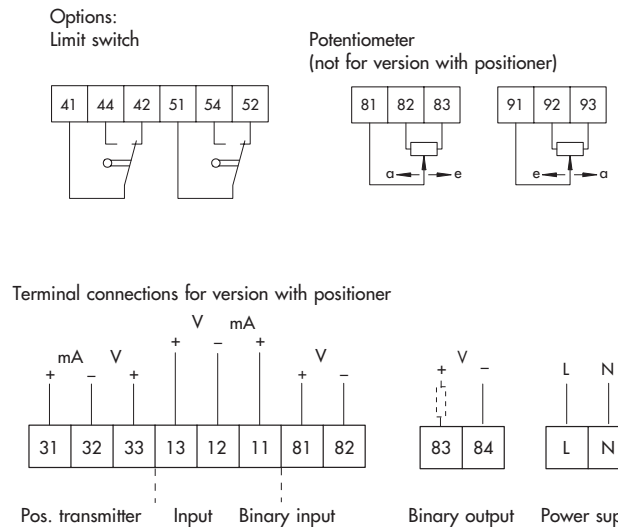 Options:
Limit switch
Potentiometer
(not for version with positioner)
41 44 42 51 54 52
81 82 83
91 92 93
a e
e a
Terminal connections for version with positioner
V mA
+ − +
mA V
+ − +
V
+ −
V
+ −
L N
31 32 33 13 12 11 81 82
83 84
L N
Pos. transmitter Input Binary input Binary output Power